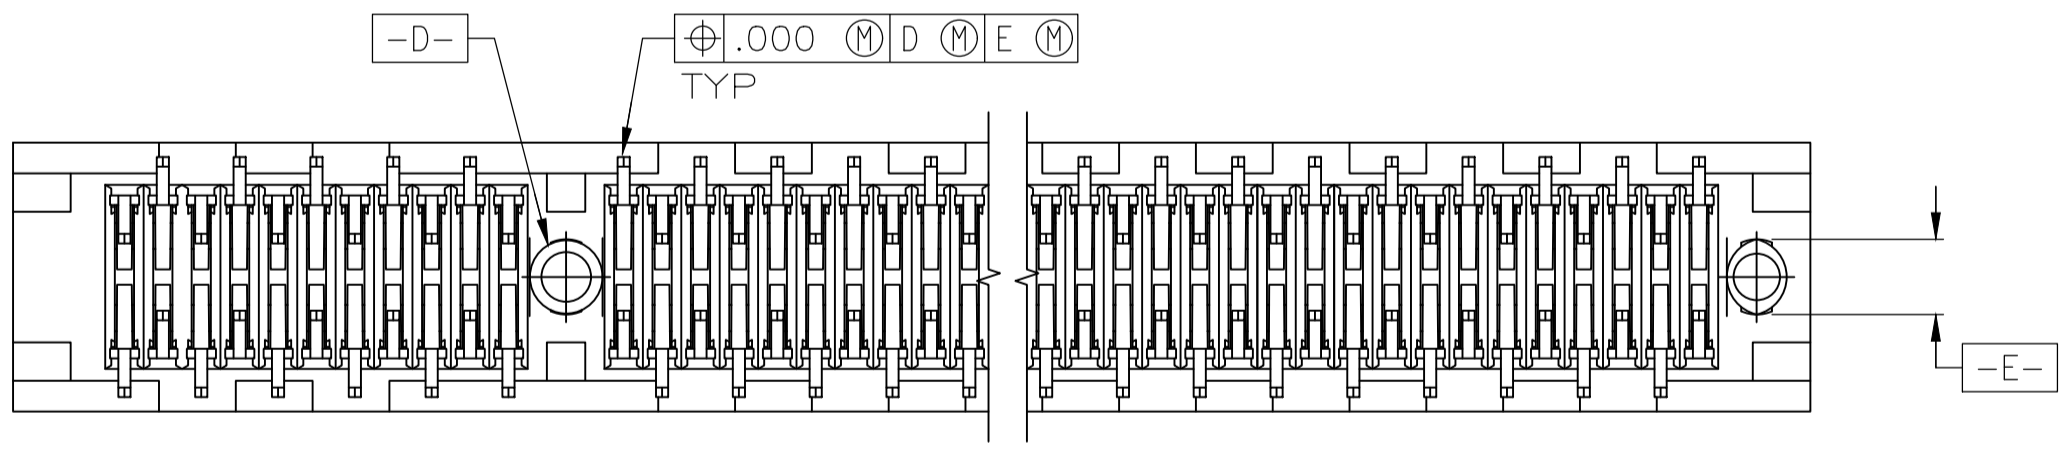 -D-
⌖ .000 Ⓜ D Ⓜ E Ⓜ
TYP
-E-